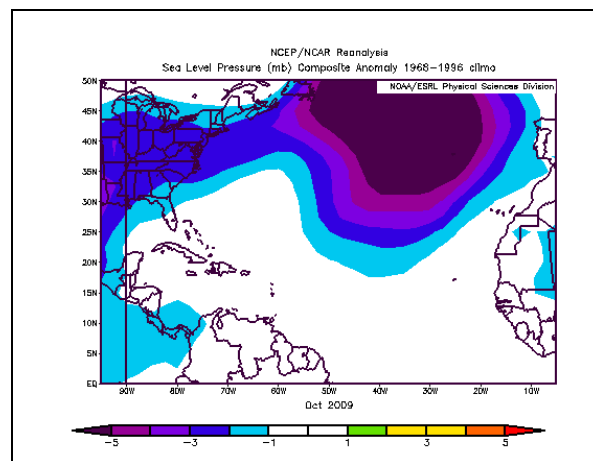 NCEP/NCAR Reanalysis
Sea Level Pressure (mb) Composite Anomaly 1968-1996 clima
NOAA/ESRL Physical Sciences Division
50N
45N
40N
35N
30N
25N
20N
15N
10N
5N
EQ
90W 80W 70W 60W 50W 40W 30W 20W 10W
Oct 2009
-5 -3 -1 1 3 5